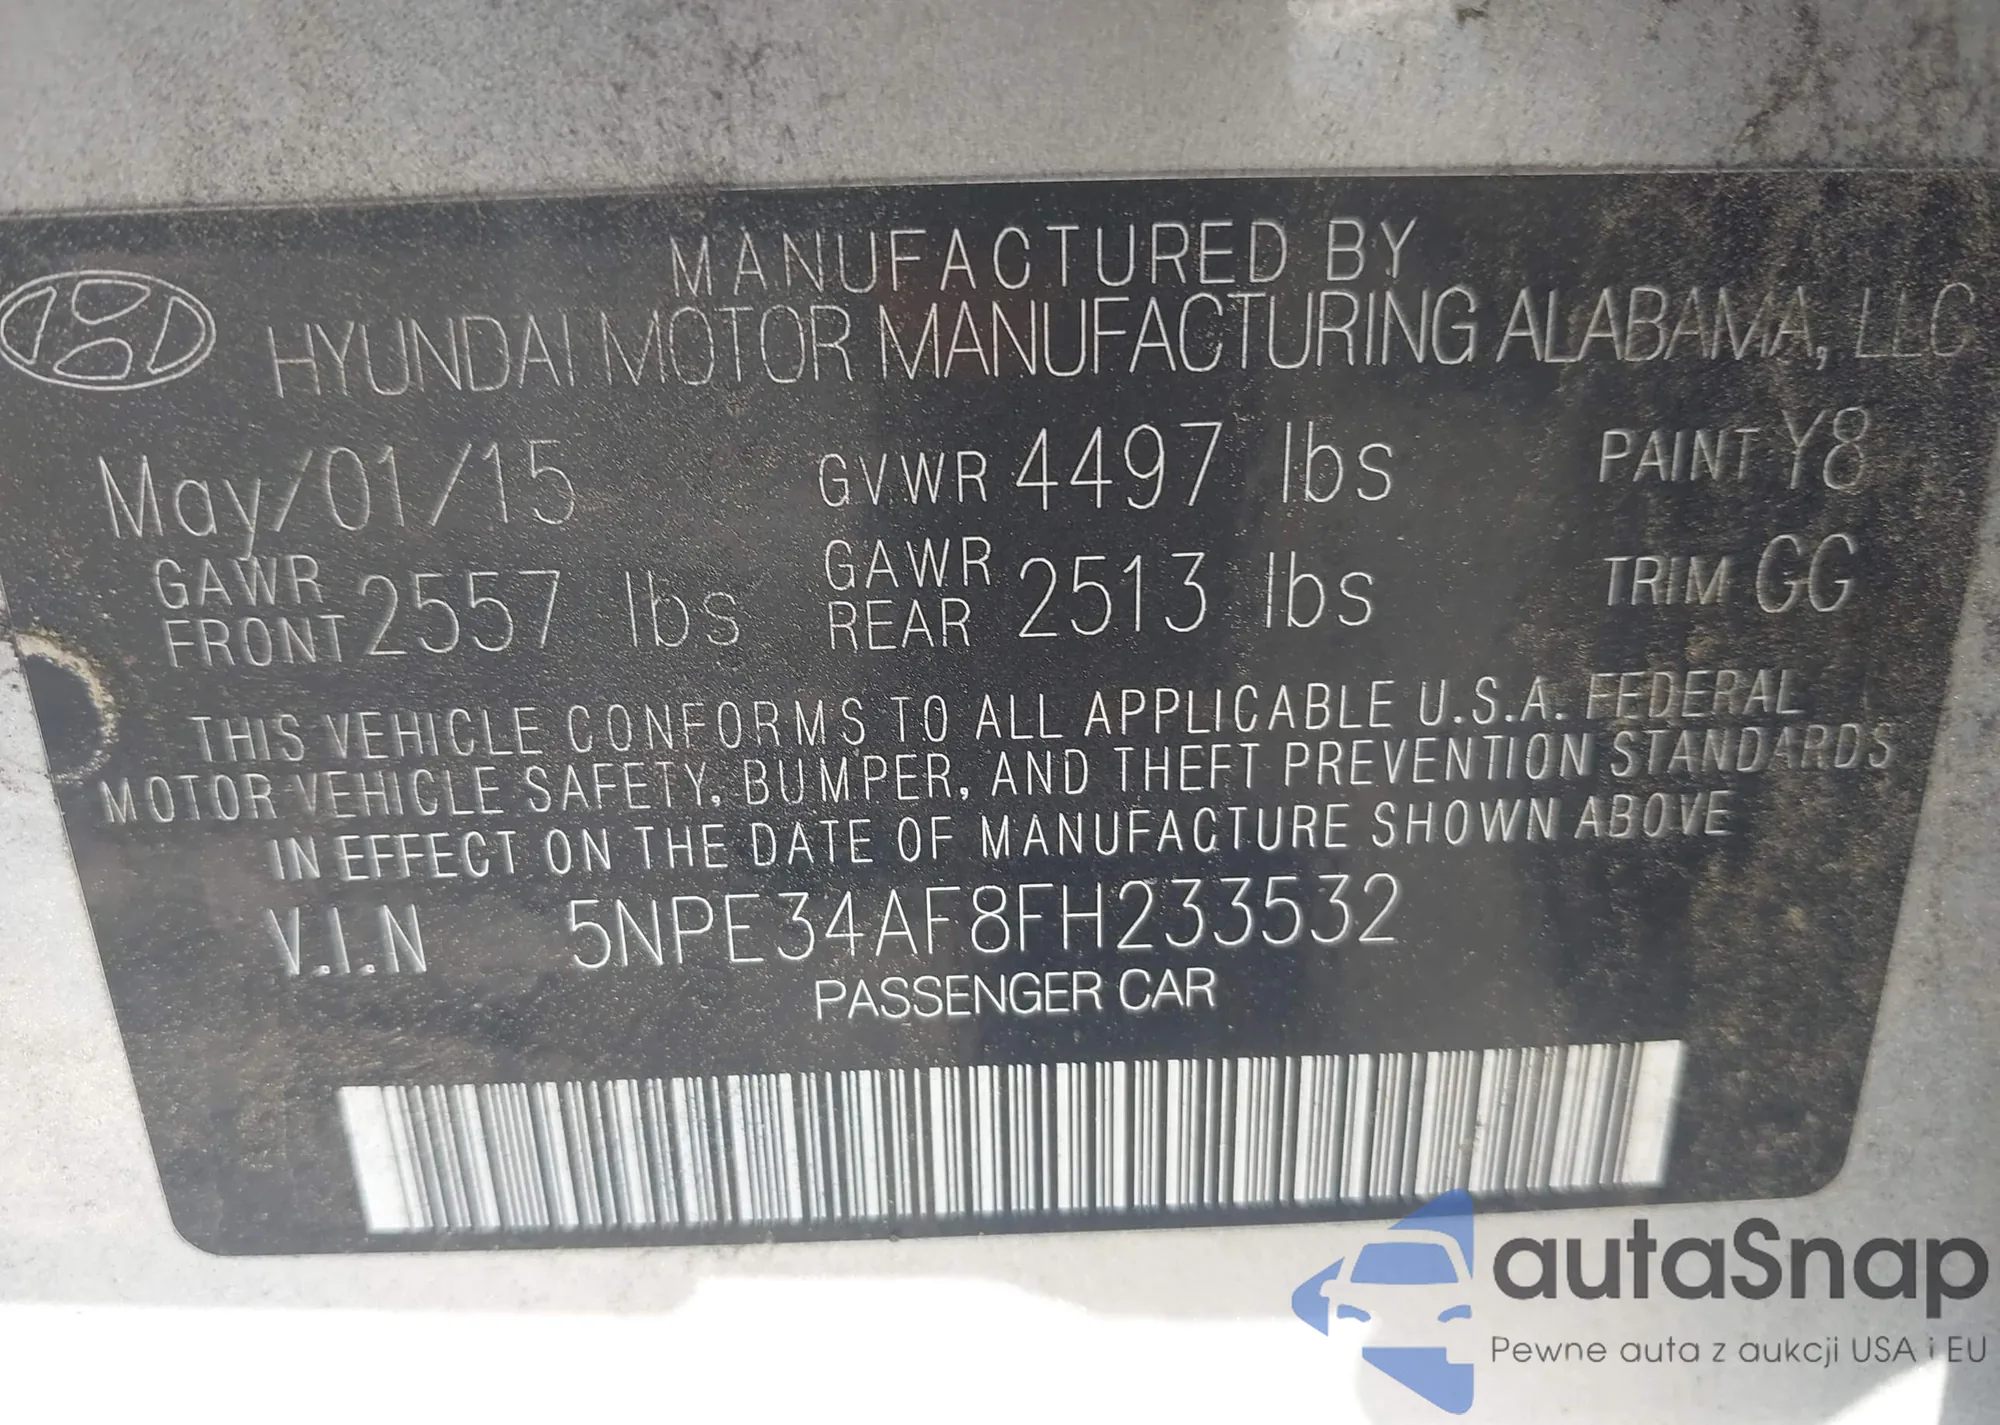 MANUFACTURED BY
HYUNDAI MOTOR MANUFACTURING ALABAMA, LLC
May/01/15 GVWR 4497 lbs PAINT Y8
GAWR FRONT 2557 lbs GAWR REAR 2513 lbs TRIM GG
THIS VEHICLE CONFORMS TO ALL APPLICABLE U.S.A. FEDERAL
MOTOR VEHICLE SAFETY, BUMPER, AND THEFT PREVENTION STANDARDS
IN EFFECT ON THE DATE OF MANUFACTURE SHOWN ABOVE
V.I.N 5NPE34AF8FH233532
PASSENGER CAR
autaSnap
Pewne auta z aukcji USA i EU